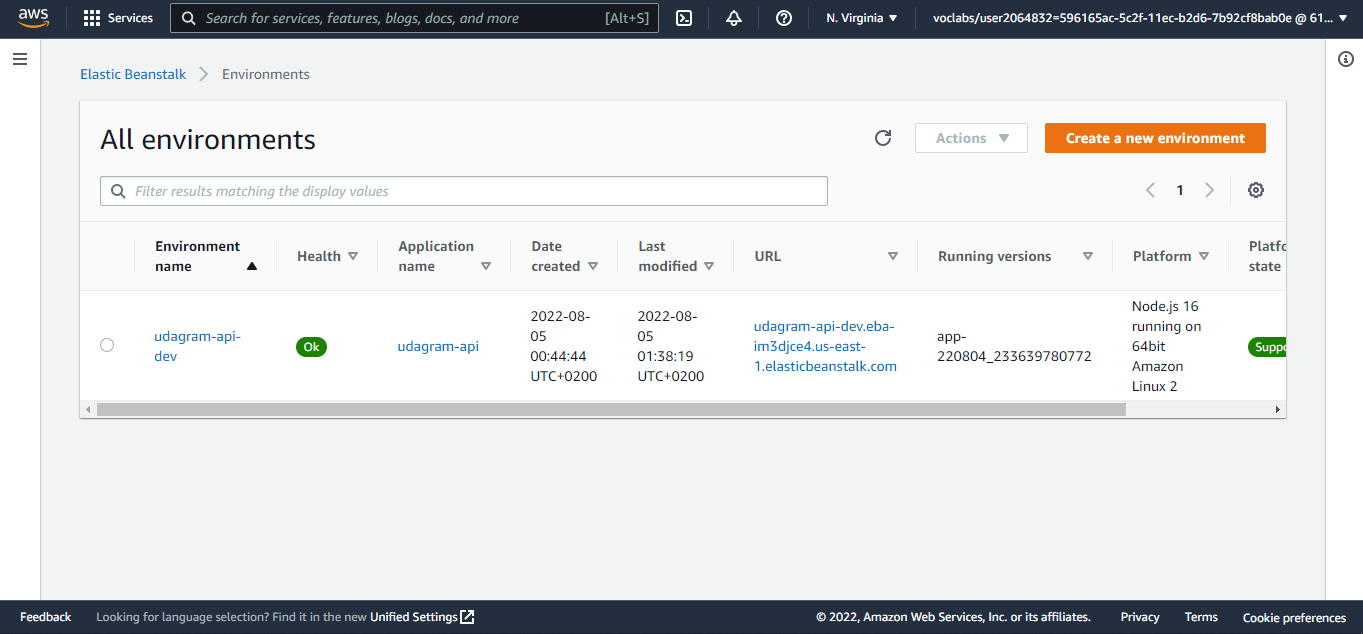 aws
Services
Search for services, features, blogs, docs, and more
[Alt+S]
N. Virginia
voclabs/user2064832=596165ac-5c2f-11ec-b2d6-7b92cf8bab0e @ 61...
Elastic Beanstalk
Environments
All environments
Actions
Create a new environment
Filter results matching the display values
1
Environment
name
Health
Application
name
Date
created
Last
modified
URL
Running versions
Platform
Platfo
state
udagram-api-
dev
Ok
udagram-api
2022-08-
05
00:44:44
UTC+0200
2022-08-
05
01:38:19
UTC+0200
udagram-api-dev.eba-
im3djce4.us-east-
1.elasticbeanstalk.com
app-
220804_233639780772
Node.js 16
running on
64bit
Amazon
Linux 2
Suppo
Feedback
Looking for language selection? Find it in the new Unified Settings
© 2022, Amazon Web Services, Inc. or its affiliates.
Privacy
Terms
Cookie preferences